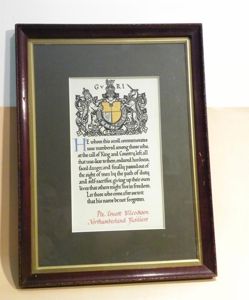 G V R I
HE whom this scroll commemorates
was numbered among those who,
at the call of King and Country, left all
that was dear to them, endured hardness,
faced danger, and finally passed out of
the sight of men by the path of duty
and self-sacrifice, giving up their own
lives that others might live in freedom.
Let those who come after see to it
that his name be not forgotten.
Pte. Ernest
Northumberland Fusiliers